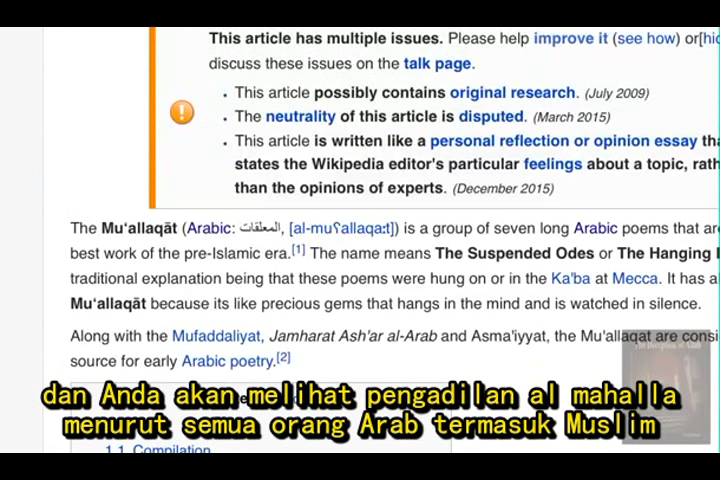 This article has multiple issues. Please help improve it (see how) or[hid
discuss these issues on the talk page.
• This article possibly contains original research. (July 2009)
• The neutrality of this article is disputed. (March 2015)
• This article is written like a personal reflection or opinion essay tha
states the Wikipedia editor's particular feelings about a topic, rath
than the opinions of experts. (December 2015)
The Mu‘allaqāt (Arabic: المعلقات, [al-muʕallaqaːt]) is a group of seven long Arabic poems that are
best work of the pre-Islamic era.[1] The name means The Suspended Odes or The Hanging
traditional explanation being that these poems were hung on or in the Ka'ba at Mecca. It has a
Mu‘allaqāt because its like precious gems that hangs in the mind and is watched in silence.
Along with the Mufaddaliyat, Jamharat Ash'ar al-Arab and Asma'iyyat, the Mu'allaqat are consi
source for early Arabic poetry.[2]
dan Anda akan melihat pengadilan al mahalla
menurut semua orang Arab termasuk Muslim
1.1 Compilation